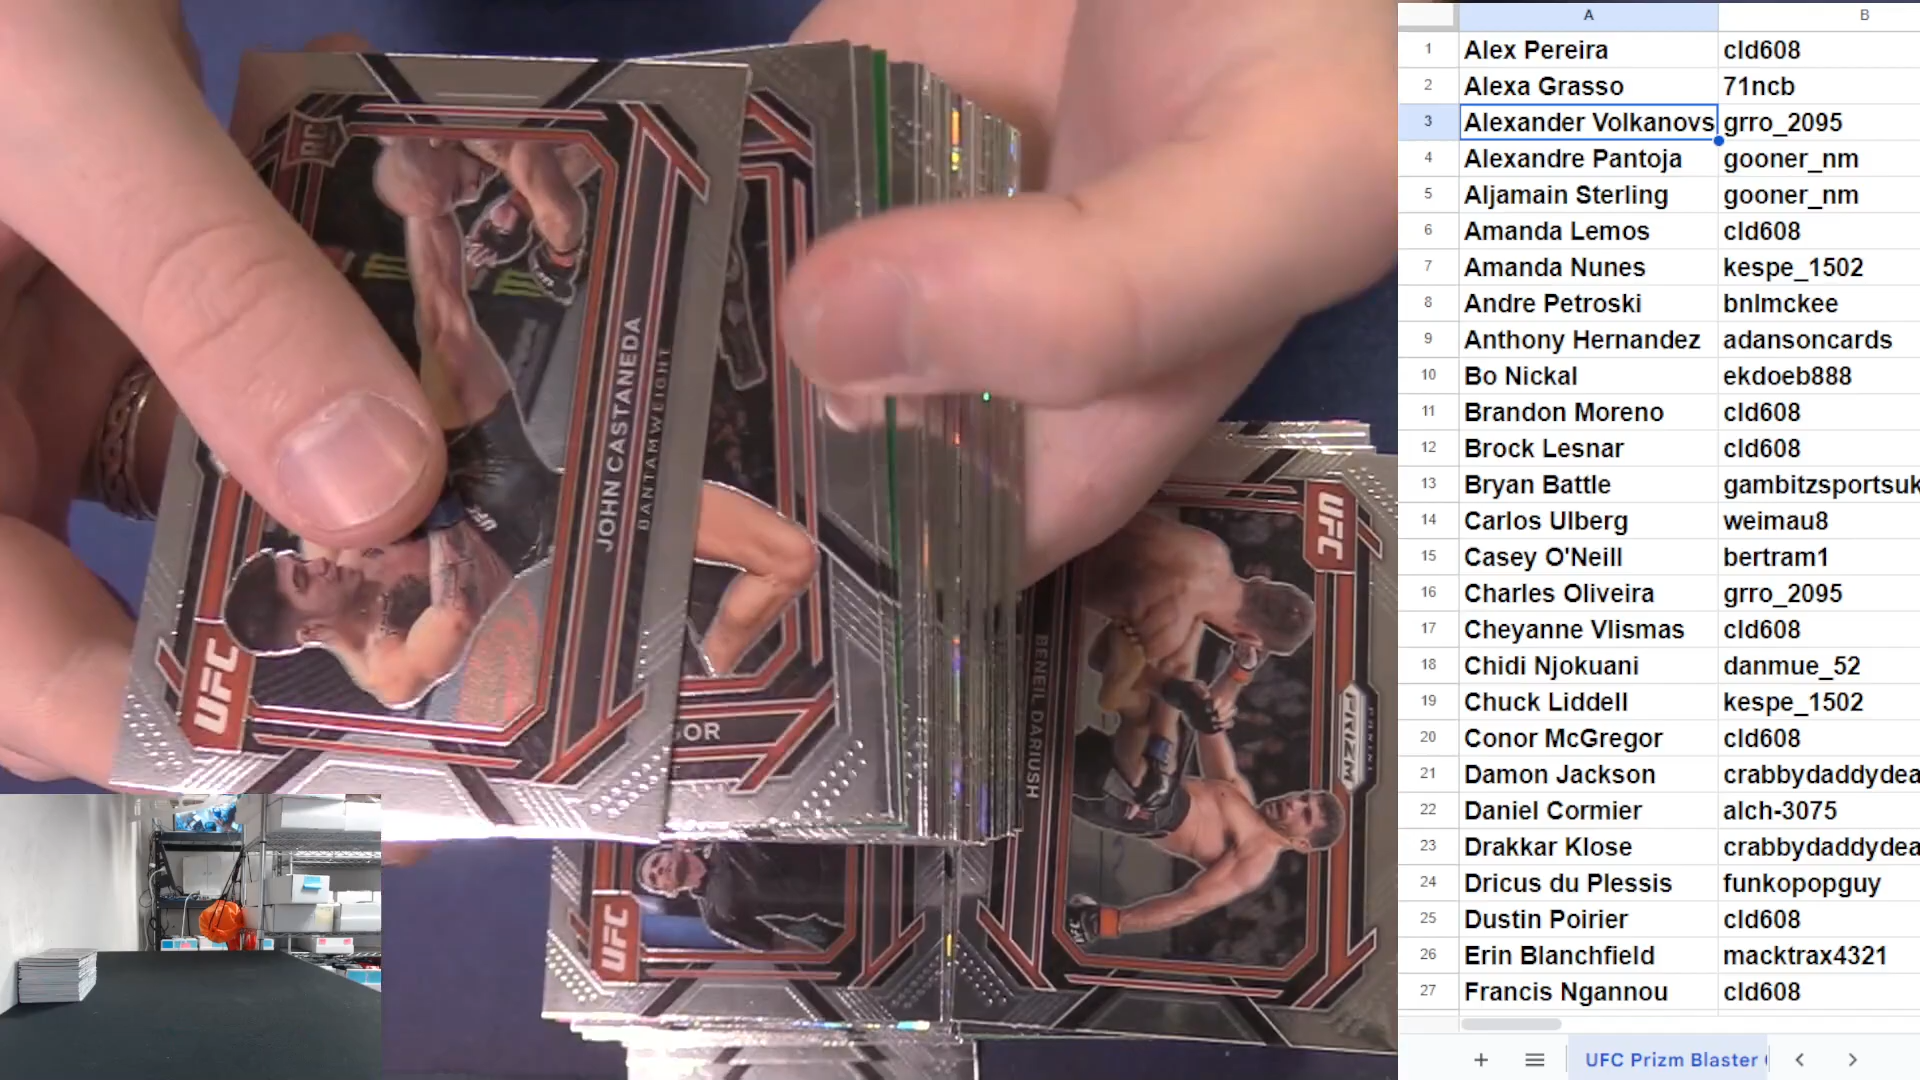 RC
JOHN CASTANEDA
BANTAMWEIGHT
UFC
UFC
GOR
UFC
BENEIL DARIUSH
UFC
PANINI
PRIZM
UFC
A B
1 Alex Pereira cld608
2 Alexa Grasso 71ncb
3 Alexander Volkanovs grro_2095
4 Alexandre Pantoja gooner_nm
5 Aljamain Sterling gooner_nm
6 Amanda Lemos cld608
7 Amanda Nunes kespe_1502
8 Andre Petroski bnlmckee
9 Anthony Hernandez adansoncards
10 Bo Nickal ekdoeb888
11 Brandon Moreno cld608
12 Brock Lesnar cld608
13 Bryan Battle gambitzsportsuk
14 Carlos Ulberg weimau8
15 Casey O'Neill bertram1
16 Charles Oliveira grro_2095
17 Cheyanne Vlismas cld608
18 Chidi Njokuani danmue_52
19 Chuck Liddell kespe_1502
20 Conor McGregor cld608
21 Damon Jackson crabbydaddydea
22 Daniel Cormier alch-3075
23 Drakkar Klose crabbydaddydea
24 Dricus du Plessis funkopopguy
25 Dustin Poirier cld608
26 Erin Blanchfield macktrax4321
27 Francis Ngannou cld608
UFC Prizm Blaster